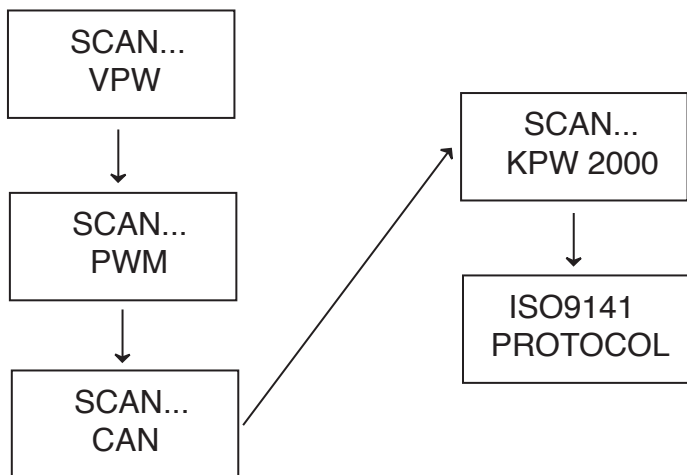 SCAN...
VPW
SCAN...
PWM
SCAN...
CAN
SCAN...
KPW 2000
ISO9141
PROTOCOL